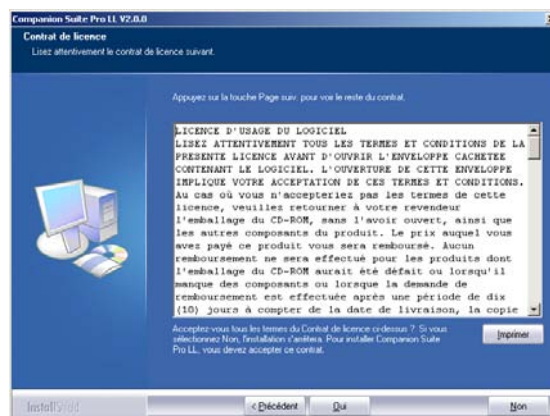 Companion Suite Pro LL V2.0.0
Contrat de licence
Lisez attentivement le contrat de licence suivant.
Appuyez sur la touche Page suiv. pour voir le reste du contrat.
LICENCE D'USAGE DU LOGICIEL
LISEZ ATTENTIVEMENT TOUS LES TERMES ET CONDITIONS DE LA
PRESENTE LICENCE AVANT D'OUVRIR L'ENVELOPPE CACHETEE
CONTENANT LE LOGICIEL. L'OUVERTURE DE CETTE ENVELOPPE
IMPLIQUE VOTRE ACCEPTATION DE CES TERMES ET CONDITIONS.
Au cas où vous n'accepteriez pas les termes de cette
licence, veuillez retourner à votre revendeur
l'emballage du CD-ROM, sans l'avoir ouvert, ainsi que
les autres composants du produit. Le prix auquel vous
avez payé ce produit vous sera remboursé. Aucun
remboursement ne sera effectué pour les produits dont
l'emballage du CD-ROM aurait été défait ou lorsqu'il
manque des composants ou lorsque la demande de
remboursement est effectuée après une période de dix
(10) jours à compter de la date de livraison, la copie
Acceptez-vous tous les termes du Contrat de licence ci-dessus ? Si vous
sélectionnez Non, l'installation s'arrêtera. Pour installer Companion Suite
Pro LL, vous devez accepter ce contrat.
Imprimer
InstallShield
< Précédent
Oui
Non